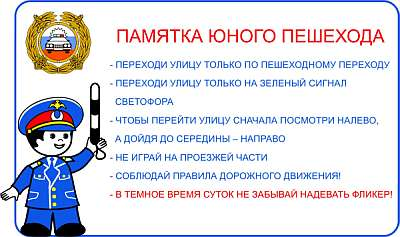 ПАМЯТКА ЮНОГО ПЕШЕХОДА
- ПЕРЕХОДИ УЛИЦУ ТОЛЬКО ПО ПЕШЕХОДНОМУ ПЕРЕХОДУ
- ПЕРЕХОДИ УЛИЦУ ТОЛЬКО НА ЗЕЛЕНЫЙ СИГНАЛ
СВЕТОФОРА
- ЧТОБЫ ПЕРЕЙТИ УЛИЦУ СНАЧАЛА ПОСМОТРИ НАЛЕВО,
А ДОЙДЯ ДО СЕРЕДИНЫ – НАПРАВО
- НЕ ИГРАЙ НА ПРОЕЗЖЕЙ ЧАСТИ
- СОБЛЮДАЙ ПРАВИЛА ДОРОЖНОГО ДВИЖЕНИЯ!
- В ТЕМНОЕ ВРЕМЯ СУТОК НЕ ЗАБЫВАЙ НАДЕВАТЬ ФЛИКЕР!